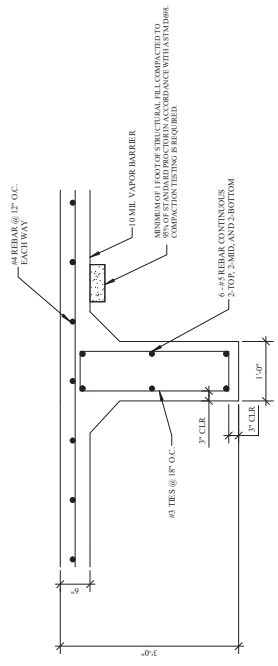 #4 REBAR @ 12" O.C.
EACH WAY
10 MIL VAPOR BARRIER
MINIMUM OF 1 FOOT OF STRUCTURAL FILL COMPACTED TO
95% OF STANDARD PROCTOR IN ACCORDANCE WITH ASTM D698.
COMPACTION TESTING IS REQUIRED.
6 -#5 REBAR CONTINUOUS
2-TOP, 2-MID, AND 2-BOTTOM
#3 TIES @ 18" O.C.
3" CLR
3" CLR
1'-0"
6"
3'-0"